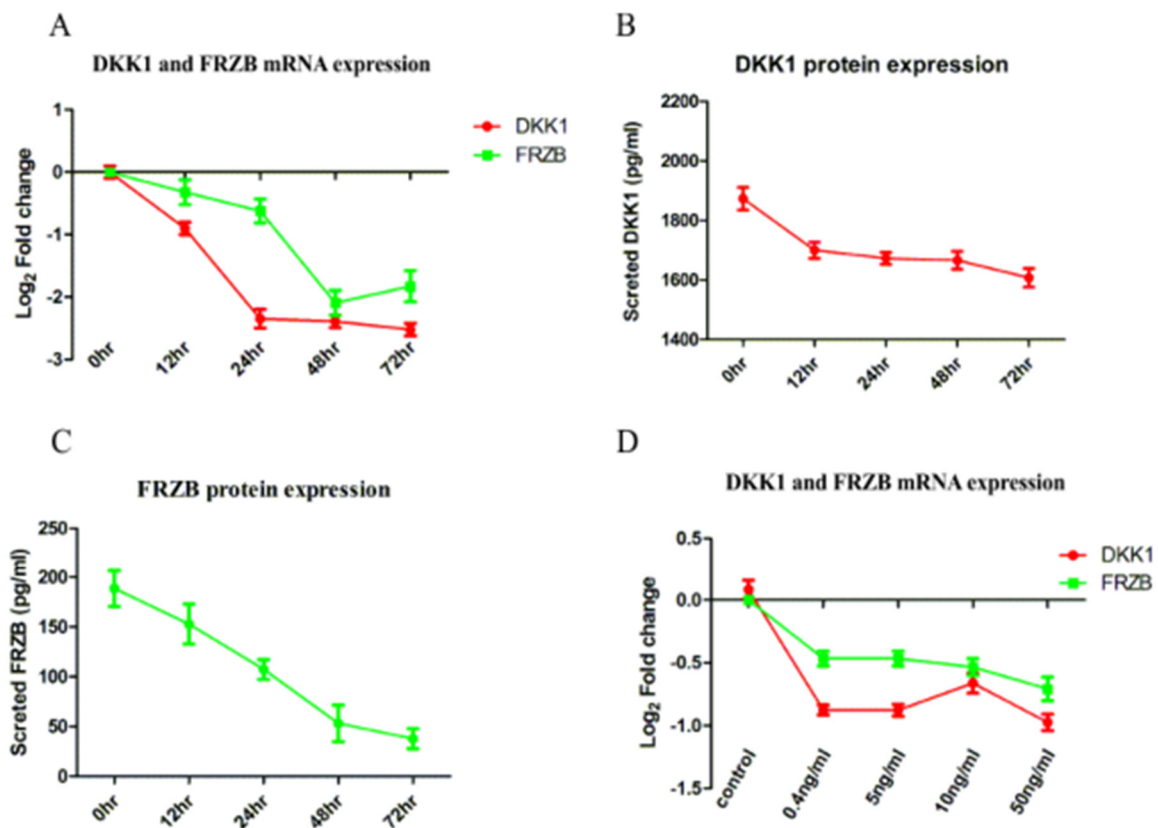 A
DKK1 and FRZB mRNA expression
Log2 Fold change
1
0
-1
-2
-3
0hr
12hr
24hr
48hr
72hr
DKK1
FRZB
B
DKK1 protein expression
Screted DKK1 (pg/ml)
2200
2000
1800
1600
1400
0hr
12hr
24hr
48hr
72hr
C
FRZB protein expression
Screted FRZB (pg/ml)
250
200
150
100
50
0
0hr
12hr
24hr
48hr
72hr
D
DKK1 and FRZB mRNA expression
Log2 Fold change
0.5
0.0
-0.5
-1.0
-1.5
control
0.4ng/ml
5ng/ml
10ng/ml
50ng/ml
DKK1
FRZB